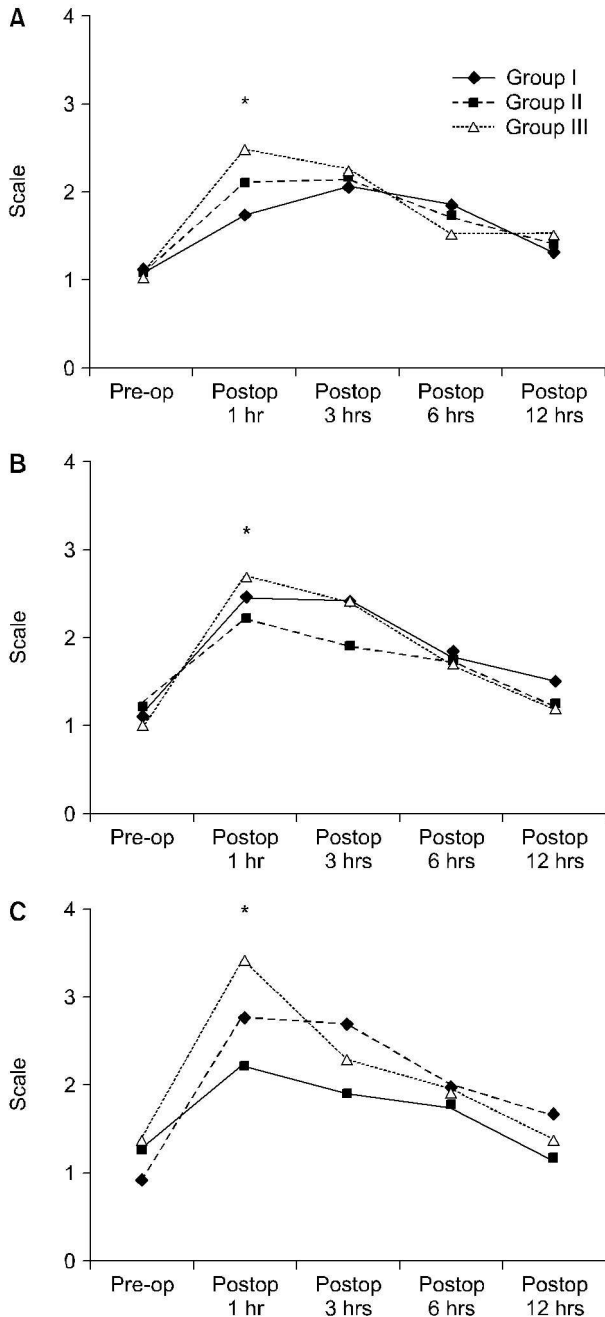 A
4
3
2
1
0
Scale
*
Group I
Group II
Group III
Pre-op
Postop
1 hr
Postop
3 hrs
Postop
6 hrs
Postop
12 hrs
B
4
3
2
1
0
Scale
*
Pre-op
Postop
1 hr
Postop
3 hrs
Postop
6 hrs
Postop
12 hrs
C
4
3
2
1
0
Scale
*
Pre-op
Postop
1 hr
Postop
3 hrs
Postop
6 hrs
Postop
12 hrs